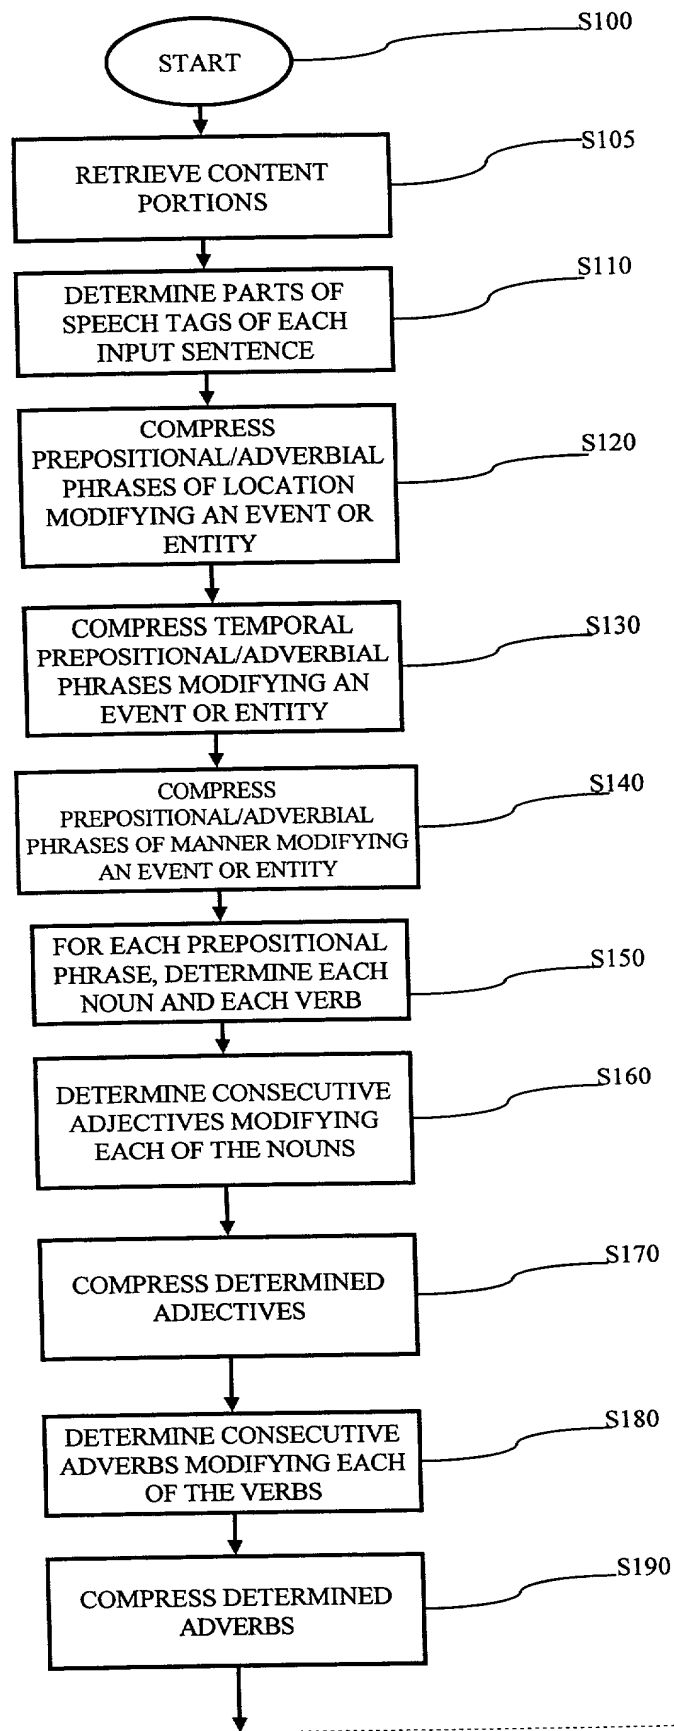 S100
START
S105
RETRIEVE CONTENT
PORTIONS
S110
DETERMINE PARTS OF
SPEECH TAGS OF EACH
INPUT SENTENCE
S120
COMPRESS
PREPOSITIONAL/ADVERBIAL
PHRASES OF LOCATION
MODIFYING AN EVENT OR
ENTITY
S130
COMPRESS TEMPORAL
PREPOSITIONAL/ADVERBIAL
PHRASES MODIFYING AN
EVENT OR ENTITY
S140
COMPRESS
PREPOSITIONAL/ADVERBIAL
PHRASES OF MANNER MODIFYING
AN EVENT OR ENTITY
S150
FOR EACH PREPOSITIONAL
PHRASE, DETERMINE EACH
NOUN AND EACH VERB
S160
DETERMINE CONSECUTIVE
ADJECTIVES MODIFYING
EACH OF THE NOUNS
S170
COMPRESS DETERMINED
ADJECTIVES
S180
DETERMINE CONSECUTIVE
ADVERBS MODIFYING EACH
OF THE VERBS
S190
COMPRESS DETERMINED
ADVERBS